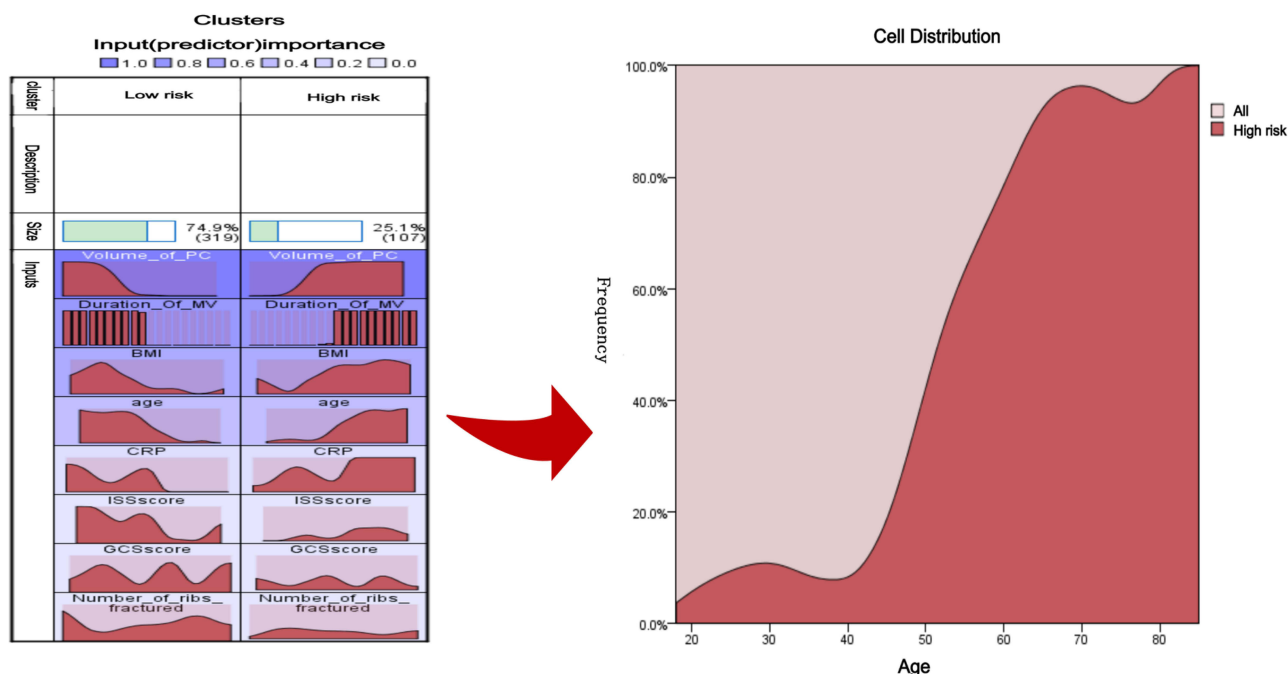 Clusters
Input(predictor)importance
1.0 0.8 0.6 0.4 0.2 0.0
cluster
Low risk
High risk
Description
Size
74.9%
(319)
25.1%
(107)
Inputs
Volume_of_PC
Volume_of_PC
Duration_Of_MV
Duration_Of_MV
BMI
BMI
age
age
CRP
CRP
ISSscore
ISSscore
GCSscore
GCSscore
Number_of_ribs_
fractured
Number_of_ribs_
fractured
Cell Distribution
100.0%
80.0%
60.0%
40.0%
20.0%
0.0%
Frequency
20 30 40 50 60 70 80
Age
All
High risk